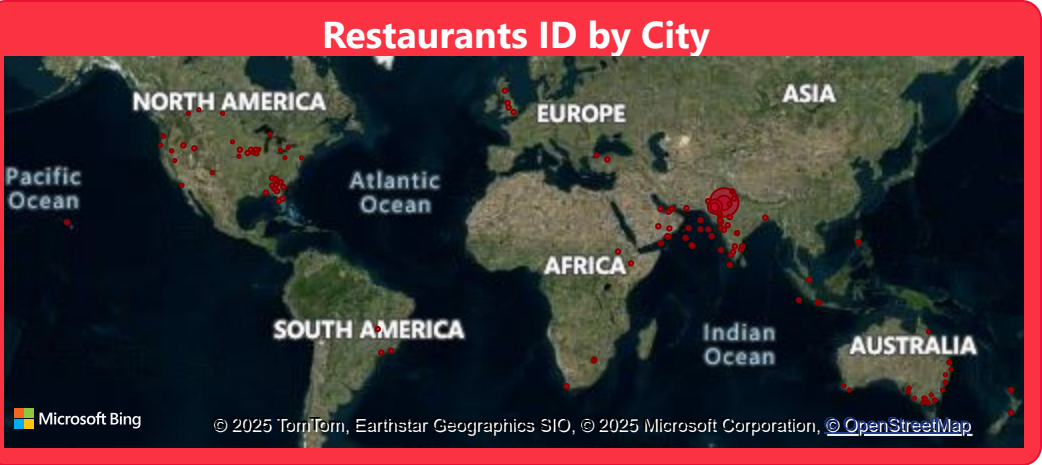 Restaurants ID by City
NORTH AMERICA
EUROPE
ASIA
Pacific
Ocean
Atlantic
Ocean
AFRICA
SOUTH AMERICA
Indian
Ocean
AUSTRALIA
Microsoft Bing
© 2025 TomTom, Earthstar Geographics SIO, © 2025 Microsoft Corporation, © OpenStreetMap